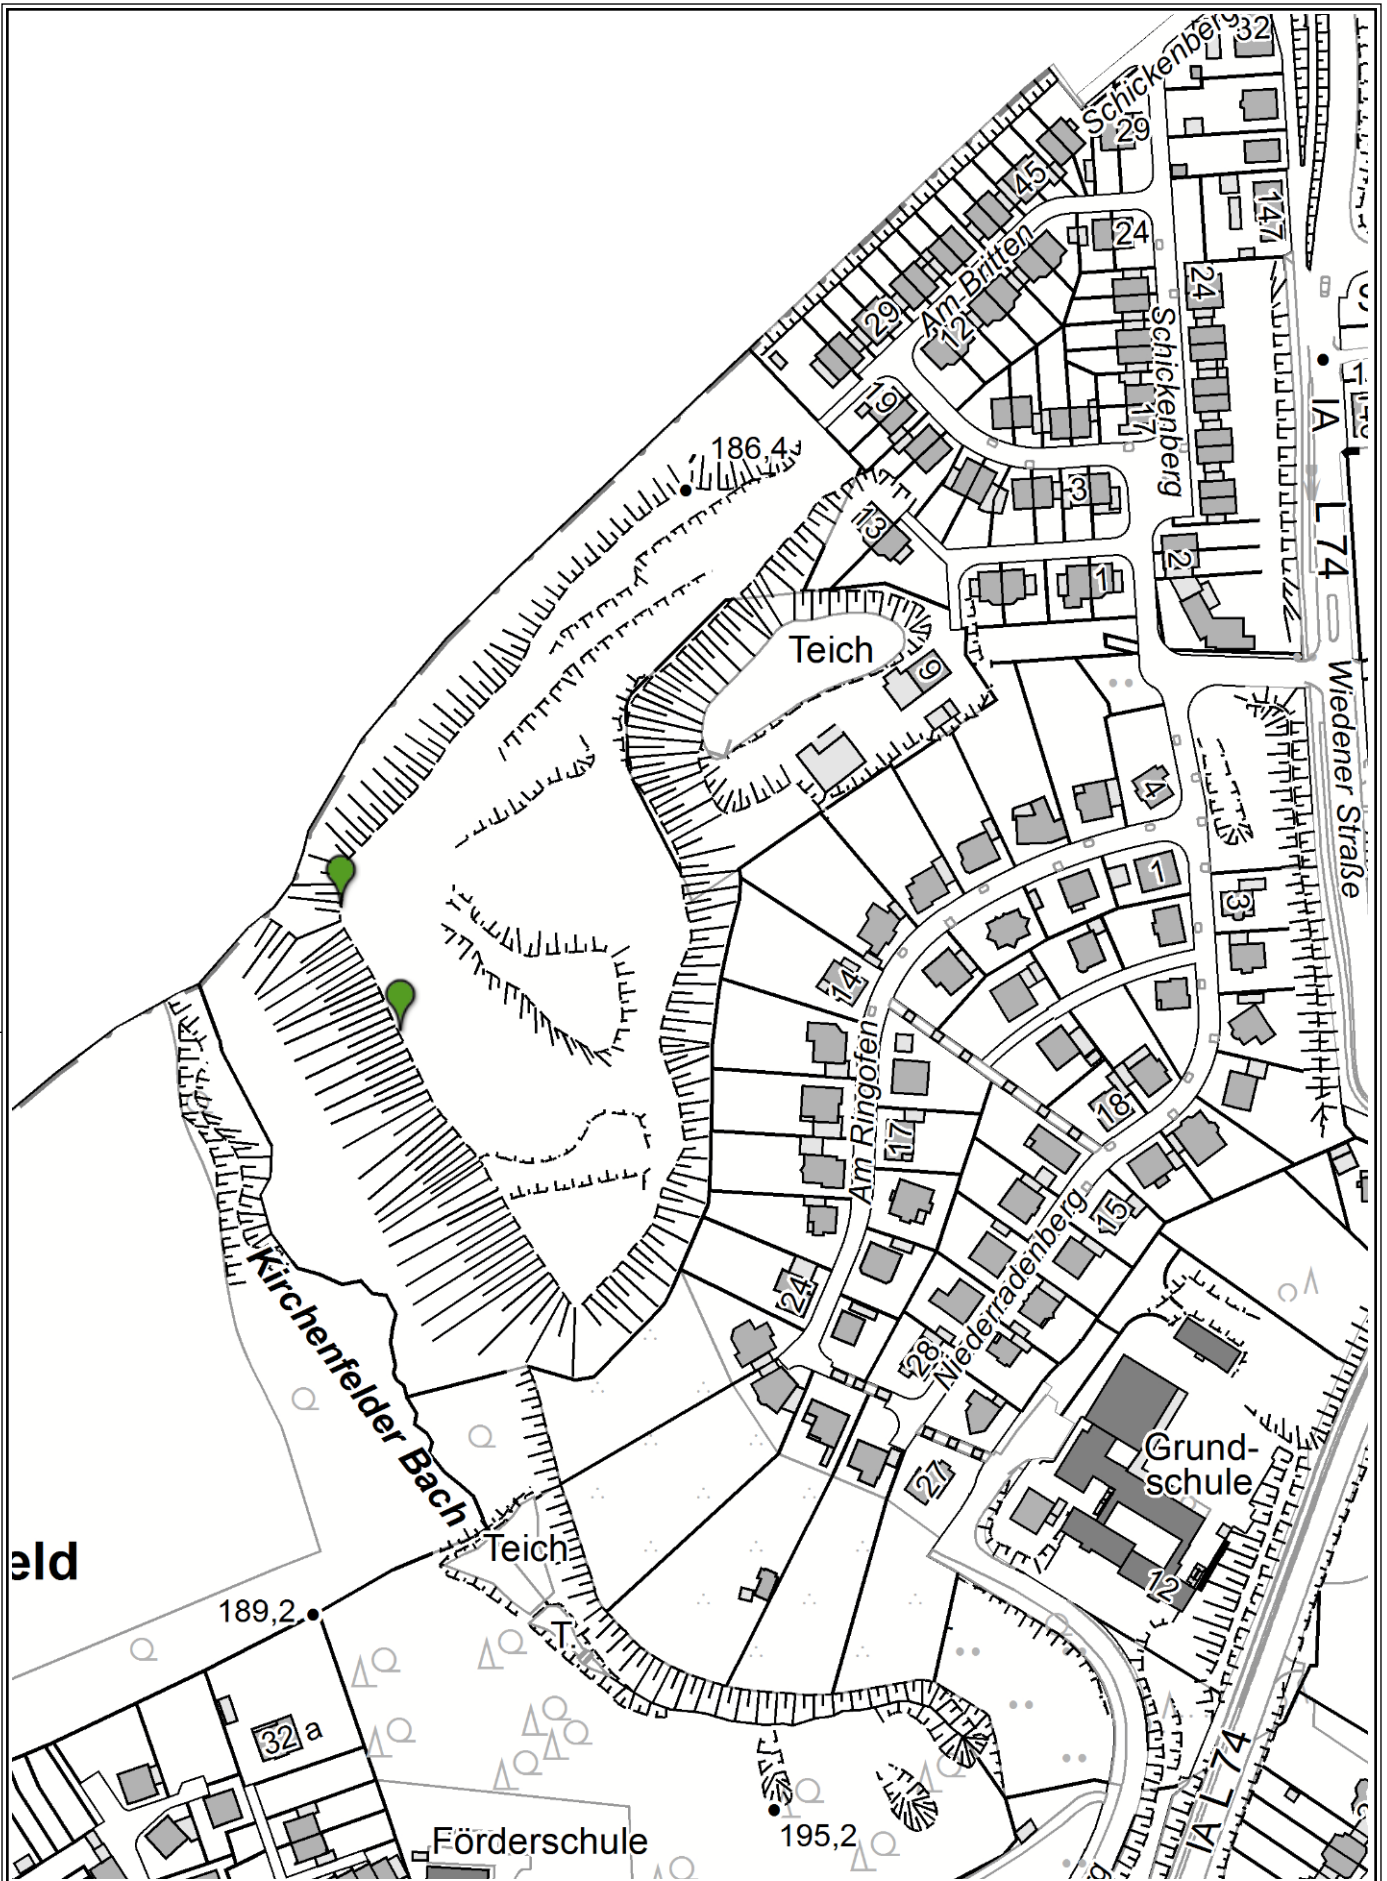 32
Schickenberg
29
45
147
24
Am Britten
24
29
12
Schickenberg
19
17
186,4
IA
L 74
3
13
2
1
Teich
9
Wiedener Straße
4
1
3
14
Am Ringofen
18
17
15
Kirchenfelder Bach
24
Niederradenberg
28
Grund-
schule
27
eld
Teich
12
189,2
T.
32 a
IA L 74
195,2
Förderschule